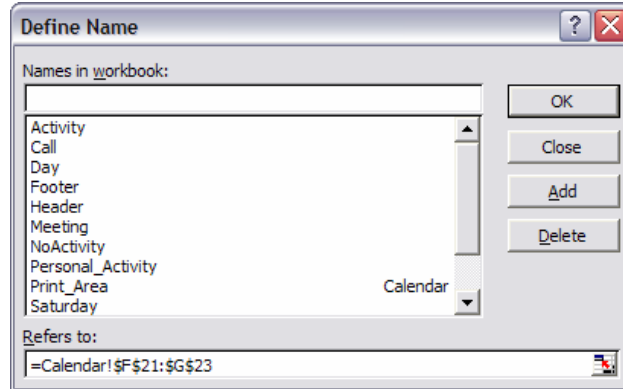 Define Name
Names in workbook:
OK
Activity
Call
Close
Day
Footer
Add
Header
Meeting
Delete
NoActivity
Personal_Activity
Print_Area Calendar
Saturday
Refers to:
=Calendar!$F$21:$G$23